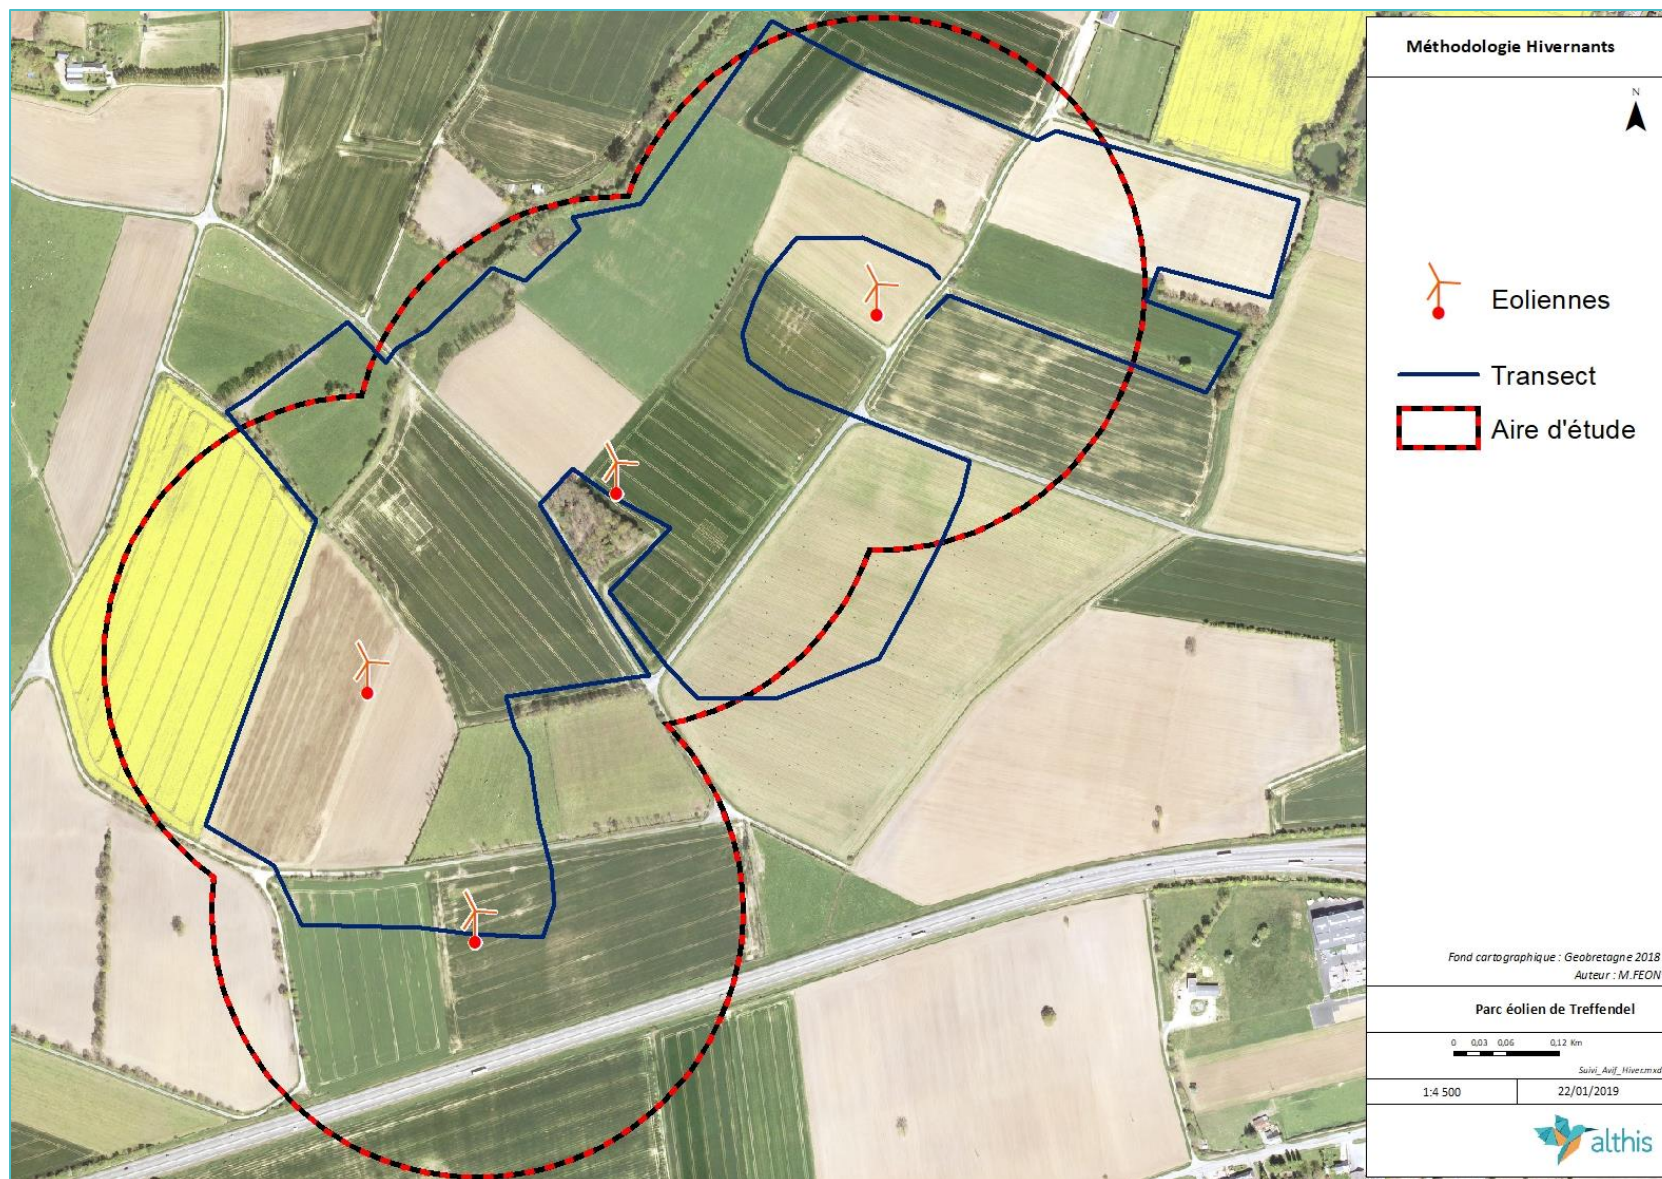 Méthodologie Hivernants
N
Eoliennes
Transect
Aire d'étude
Fond cartographique : Geobretagne 2018
Auteur : M.FEON
Parc éolien de Treffendel
0 0,03 0,06 0,12 Km
Suivi_Avif_Hiver.mxd
1:4 500
22/01/2019
althis